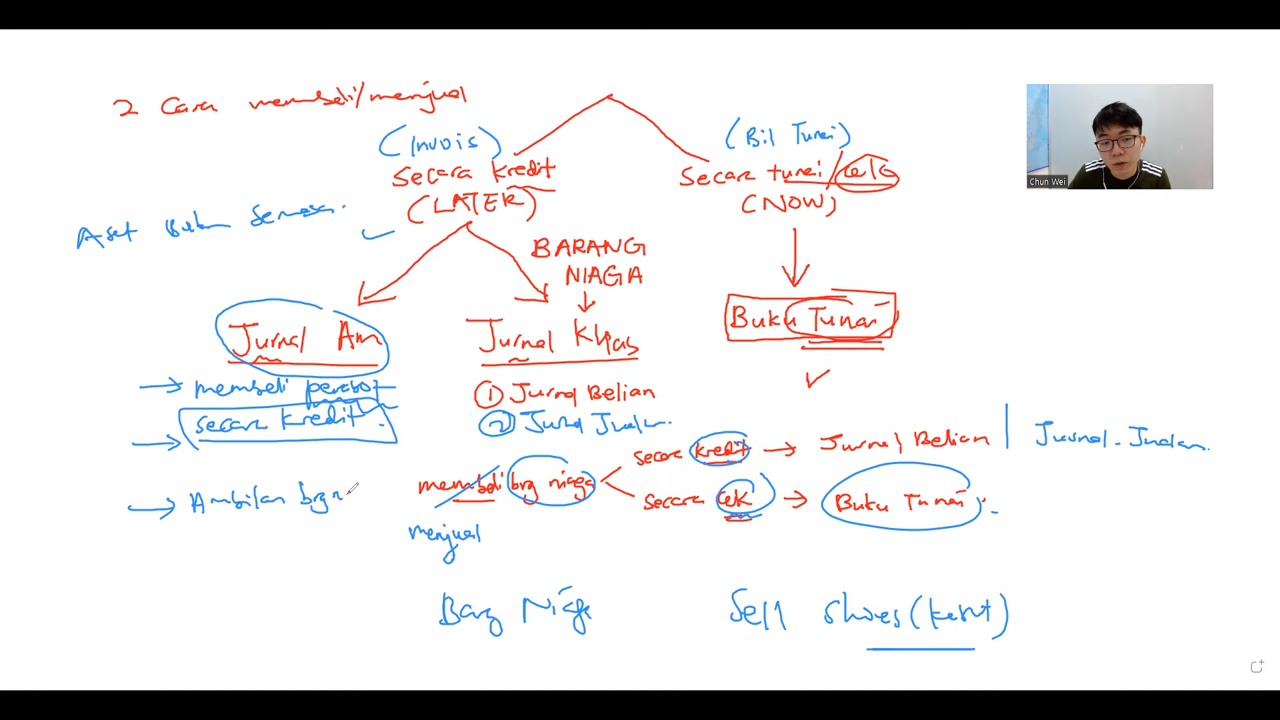 2 Cara membeli/menjual
(Invois)
(Bil Tunai)
Secara kredit
Secara tunai/cek
(LATER)
(NOW)
Aset Bukan Semasa.
BARANG
NIAGA
Jurnal Am
Jurnal Khas
Buku Tunai
→ membeli perabot
secara kredit.
① Jurnal Belian
② Jurnal Jualan.
secara kredit → Jurnal Belian | Jurnal Jualan.
membeli brg niaga
secara cek → Buku Tunai
→ Ambilan brg n
menjual
Barg Niaga
Sell shoes (kasut)
Chun Wei